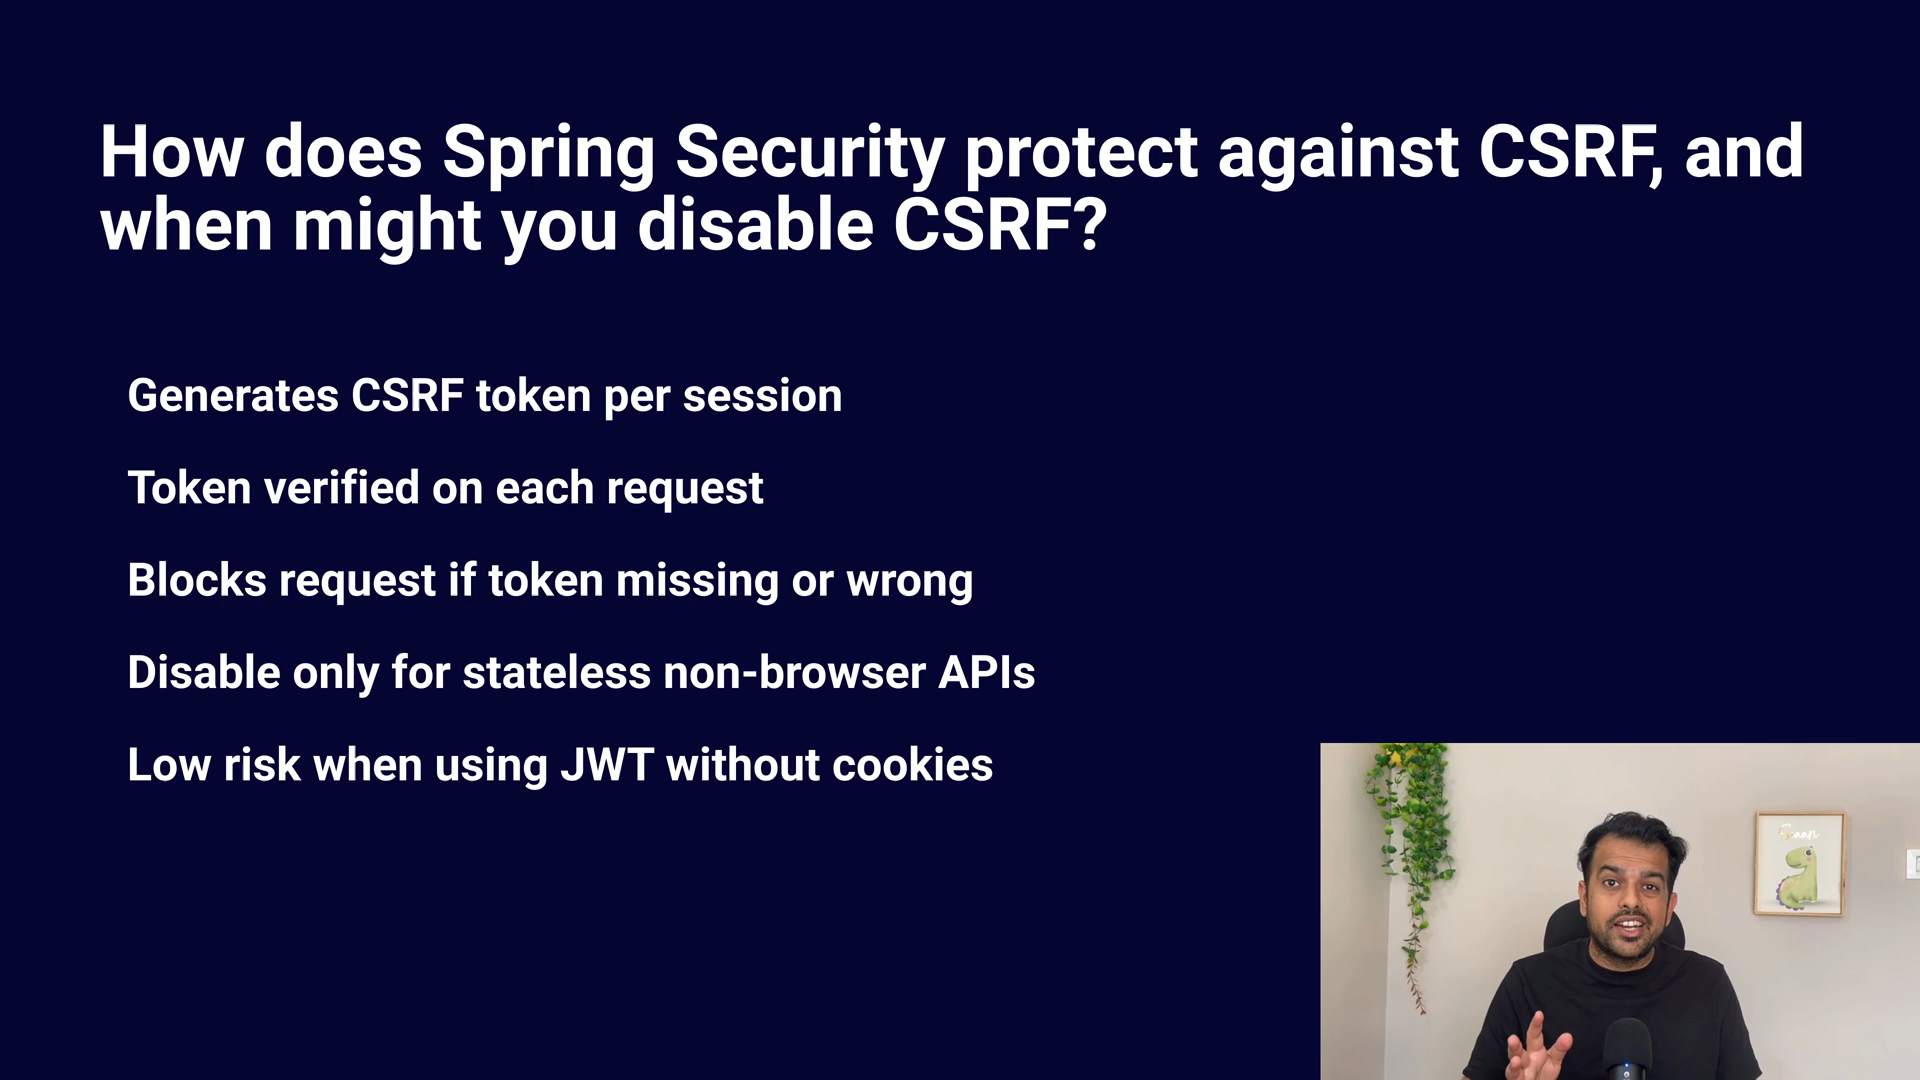 How does Spring Security protect against CSRF, and
when might you disable CSRF?
Generates CSRF token per session
Token verified on each request
Blocks request if token missing or wrong
Disable only for stateless non-browser APIs
Low risk when using JWT without cookies